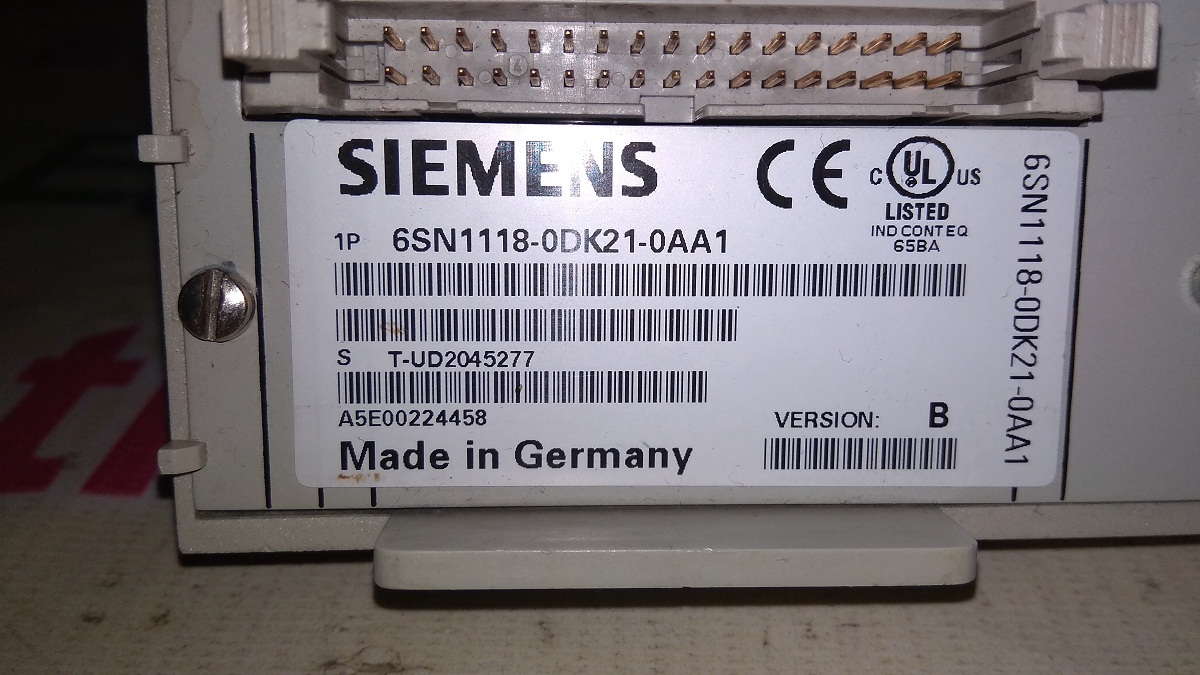 SIEMENS
CE
C UL US
LISTED
IND CONT EQ
65BA
1P 6SN1118-0DK21-0AA1
S T-UD2045277
A5E00224458
VERSION: B
Made in Germany
6SN1118-0DK21-0AA1